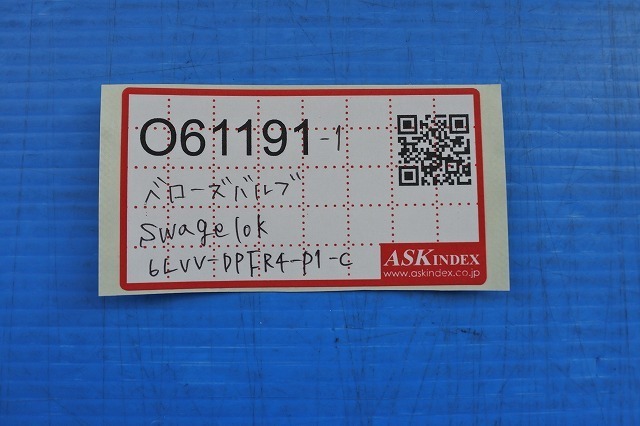 O61191-1
ベローズバルブ
swagelok
6LVV-DPFR4-P1-C
ASKINDEX
www.askindex.co.jp